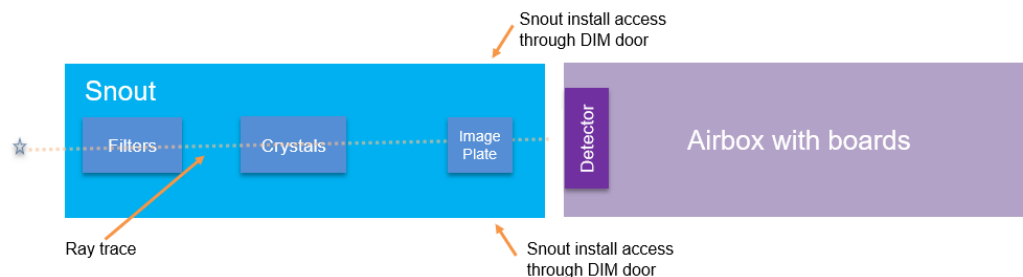 Snout install access
through DIM door
Snout
Filters
Crystals
Image
Plate
Detector
Airbox with boards
Ray trace
Snout install access
through DIM door